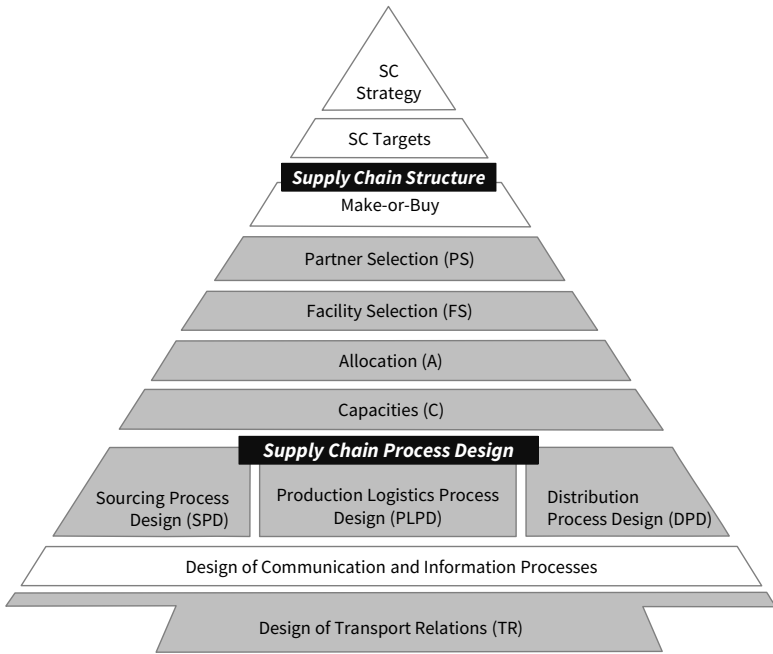 SC
Strategy
SC Targets
Supply Chain Structure
Make-or-Buy
Partner Selection (PS)
Facility Selection (FS)
Allocation (A)
Capacities (C)
Supply Chain Process Design
Sourcing Process
Design (SPD)
Production Logistics Process
Design (PLPD)
Distribution
Process Design (DPD)
Design of Communication and Information Processes
Design of Transport Relations (TR)